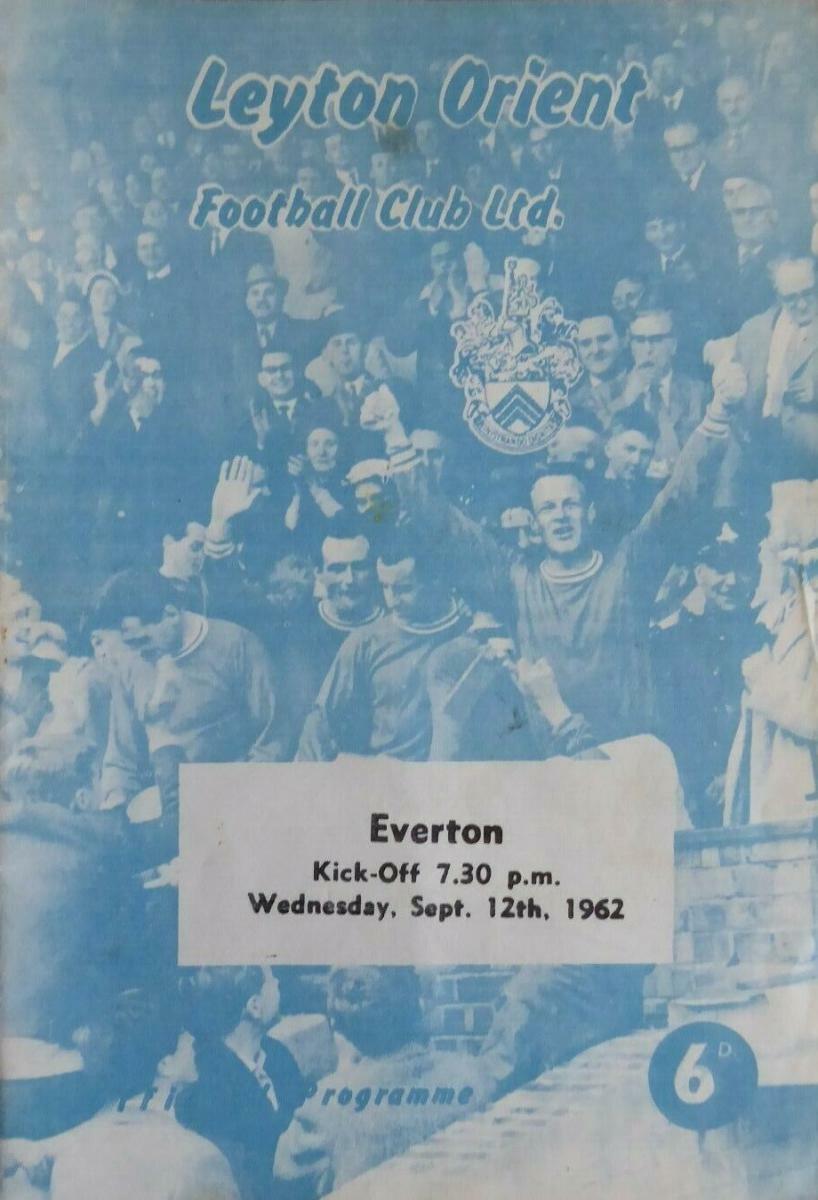 Leyton Orient
Football Club Ltd.
Everton
Kick-Off 7.30 p.m.
Wednesday, Sept. 12th, 1962
6D
Programme